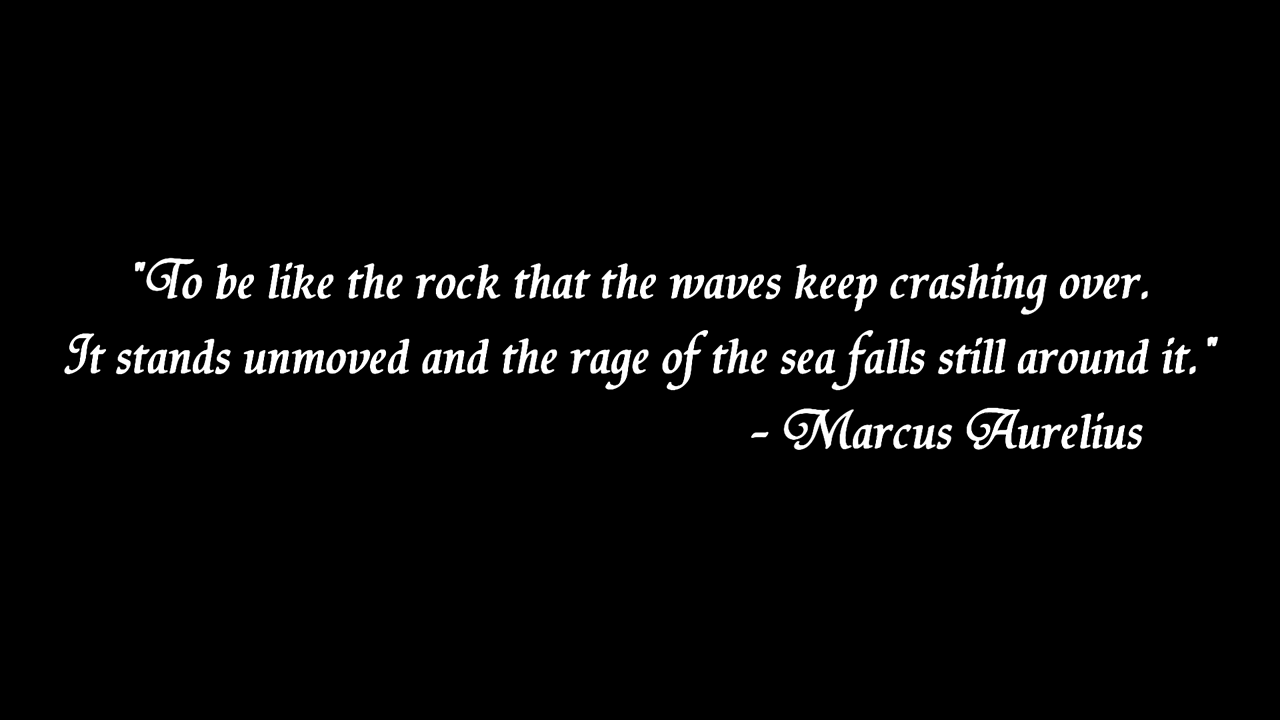 "To be like the rock that the waves keep crashing over.
It stands unmoved and the rage of the sea falls still around it."
- Marcus Aurelius